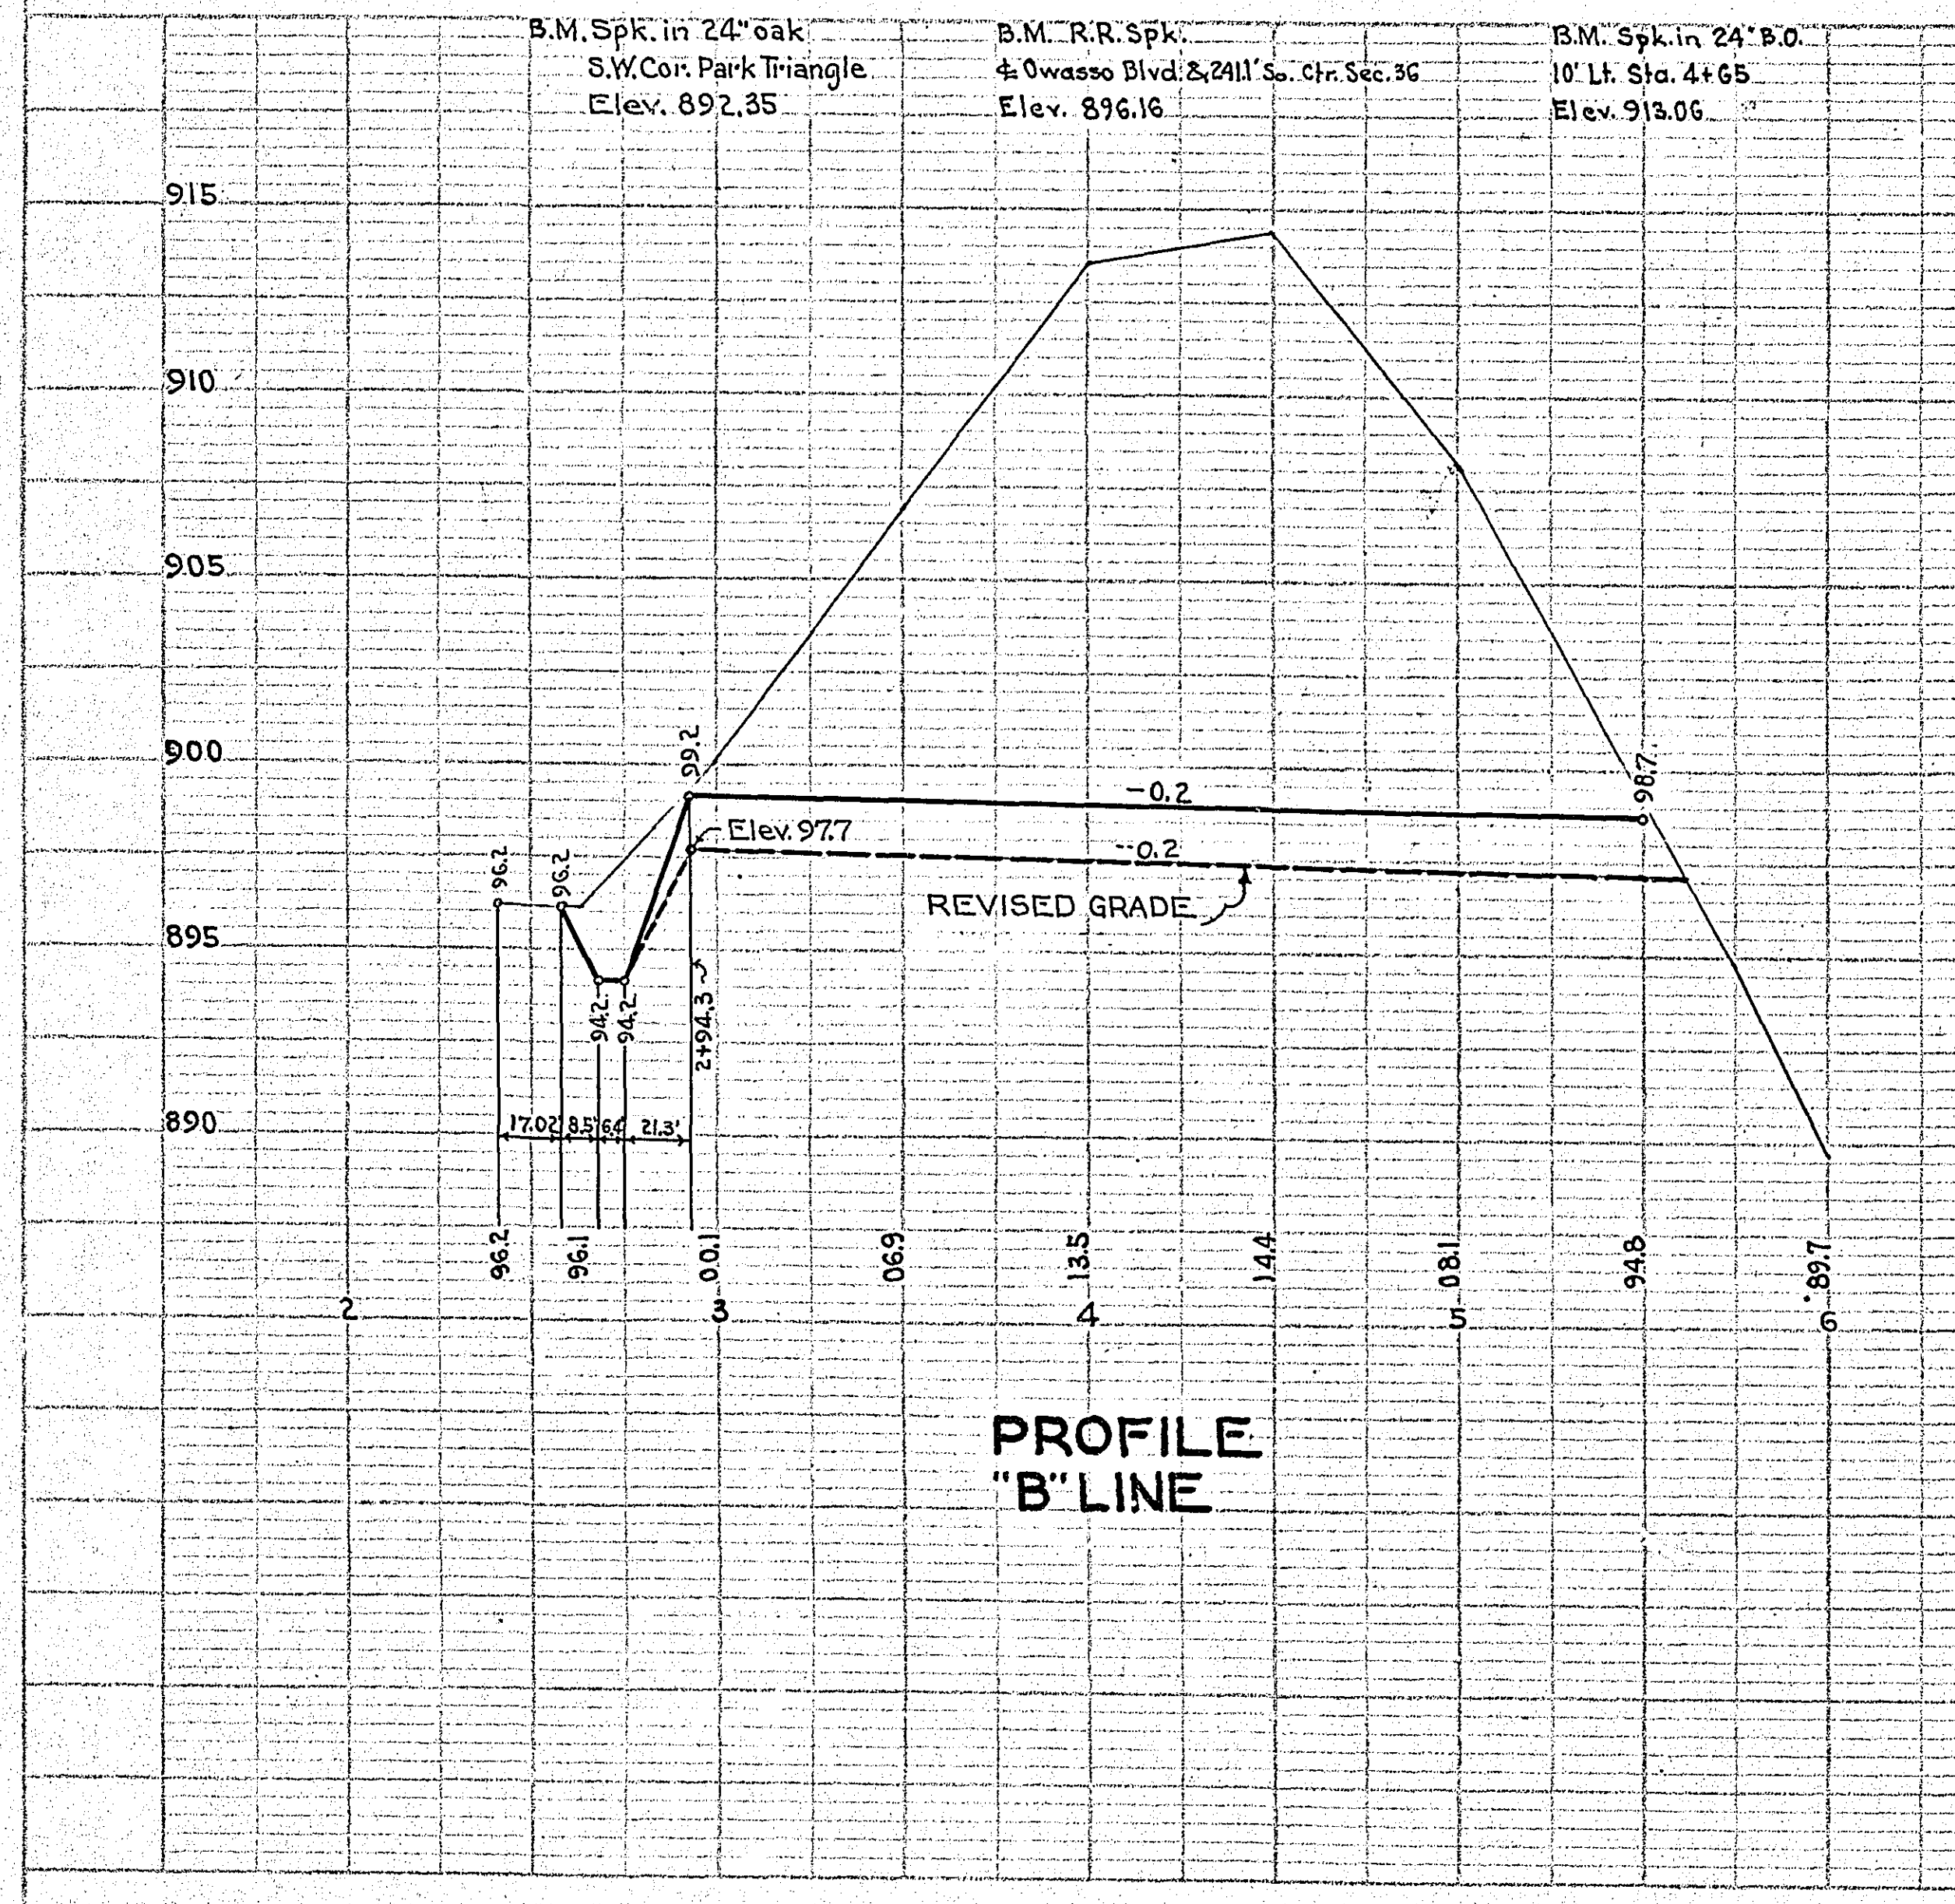 B.M. Spk. in 24" oak
S.W. Cor. Park Triangle
Elev. 892.35
B.M. R.R. Spk.
℄ Owasso Blvd. & 241.1' So. Ctr. Sec. 36
Elev. 896.16
B.M. Spk. in 24" B.O.
10' Lt. Sta. 4+65
Elev. 913.06
915
910
905
900
99.2
98.7
-0.2
Elev. 97.7
-0.2
96.2
96.2
REVISED GRADE
895
94.2
94.2
2+94.3
890
17.02'
8.5'
6.4'
21.3'
96.2
96.1
00.1
06.9
13.5
14.4
08.1
94.8
89.7
2
3
4
5
6
PROFILE
"B" LINE